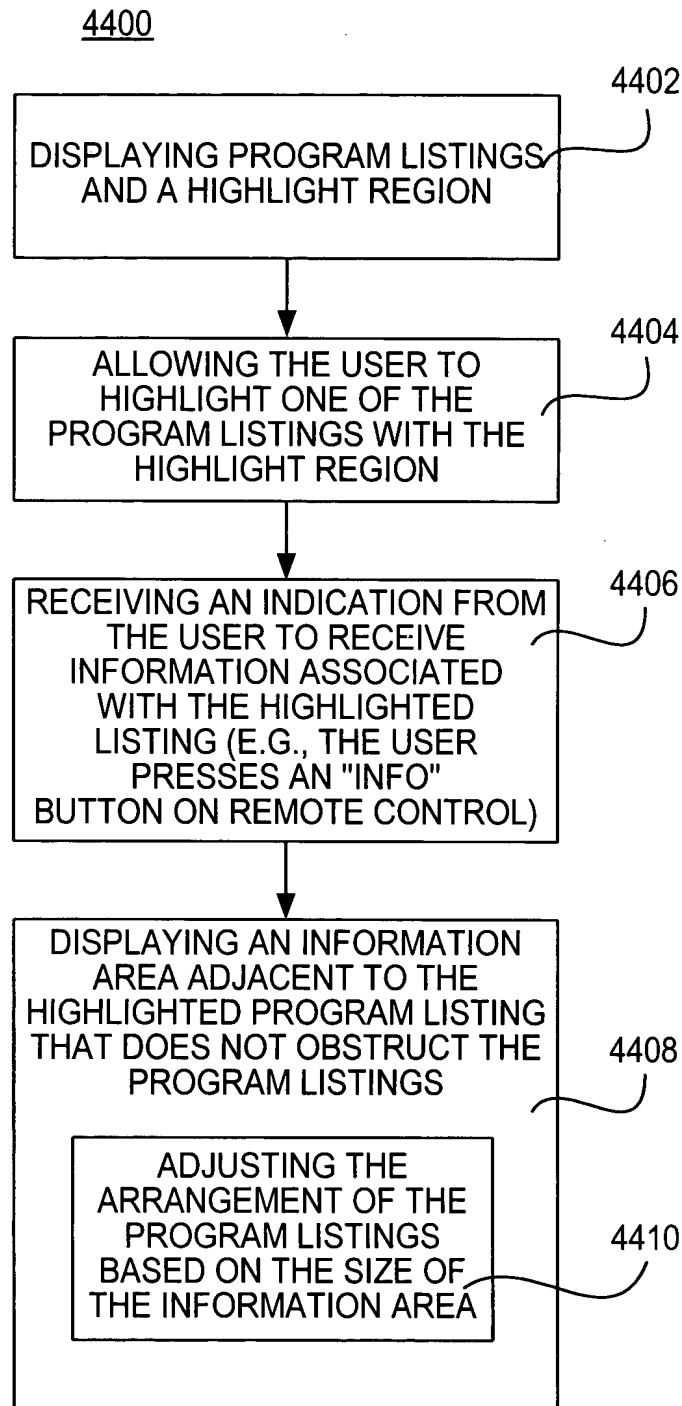 4400
4402
DISPLAYING PROGRAM LISTINGS
AND A HIGHLIGHT REGION
4404
ALLOWING THE USER TO
HIGHLIGHT ONE OF THE
PROGRAM LISTINGS WITH THE
HIGHLIGHT REGION
4406
RECEIVING AN INDICATION FROM
THE USER TO RECEIVE
INFORMATION ASSOCIATED
WITH THE HIGHLIGHTED
LISTING (E.G., THE USER
PRESSES AN "INFO"
BUTTON ON REMOTE CONTROL)
DISPLAYING AN INFORMATION
AREA ADJACENT TO THE
HIGHLIGHTED PROGRAM LISTING
THAT DOES NOT OBSTRUCT THE
PROGRAM LISTINGS
4408
ADJUSTING THE
ARRANGEMENT OF THE
PROGRAM LISTINGS
BASED ON THE SIZE OF
THE INFORMATION AREA
4410